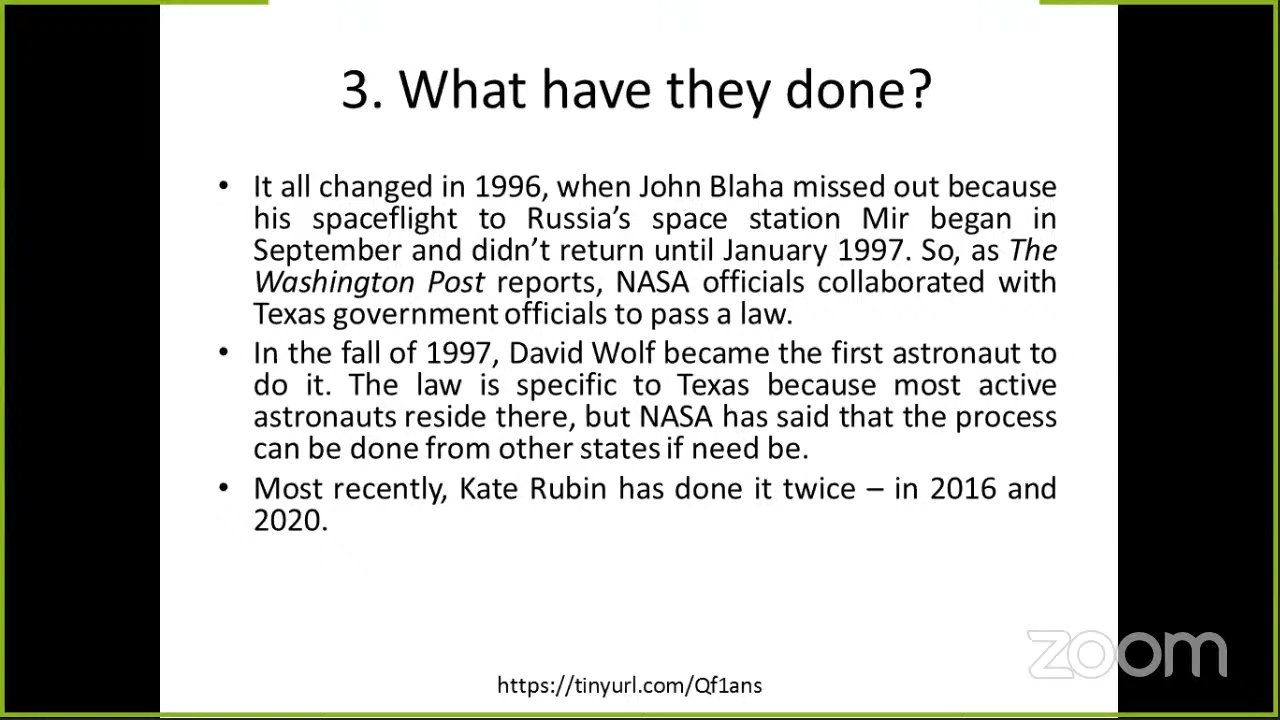 3. What have they done?
• It all changed in 1996, when John Blaha missed out because
his spaceflight to Russia’s space station Mir began in
September and didn’t return until January 1997. So, as The
Washington Post reports, NASA officials collaborated with
Texas government officials to pass a law.
• In the fall of 1997, David Wolf became the first astronaut to
do it. The law is specific to Texas because most active
astronauts reside there, but NASA has said that the process
can be done from other states if need be.
• Most recently, Kate Rubin has done it twice – in 2016 and
2020.
zoom
https://tinyurl.com/Qf1ans